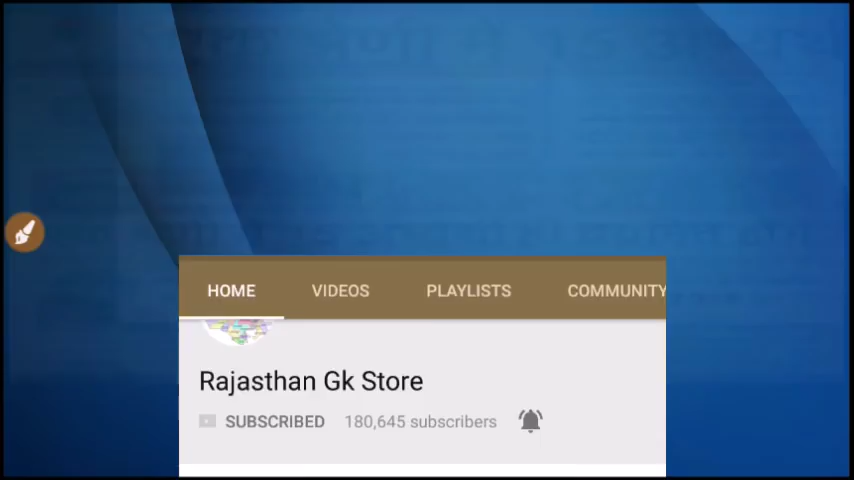 HOME VIDEOS PLAYLISTS COMMUNITY
Rajasthan Gk Store
SUBSCRIBED 180,645 subscribers